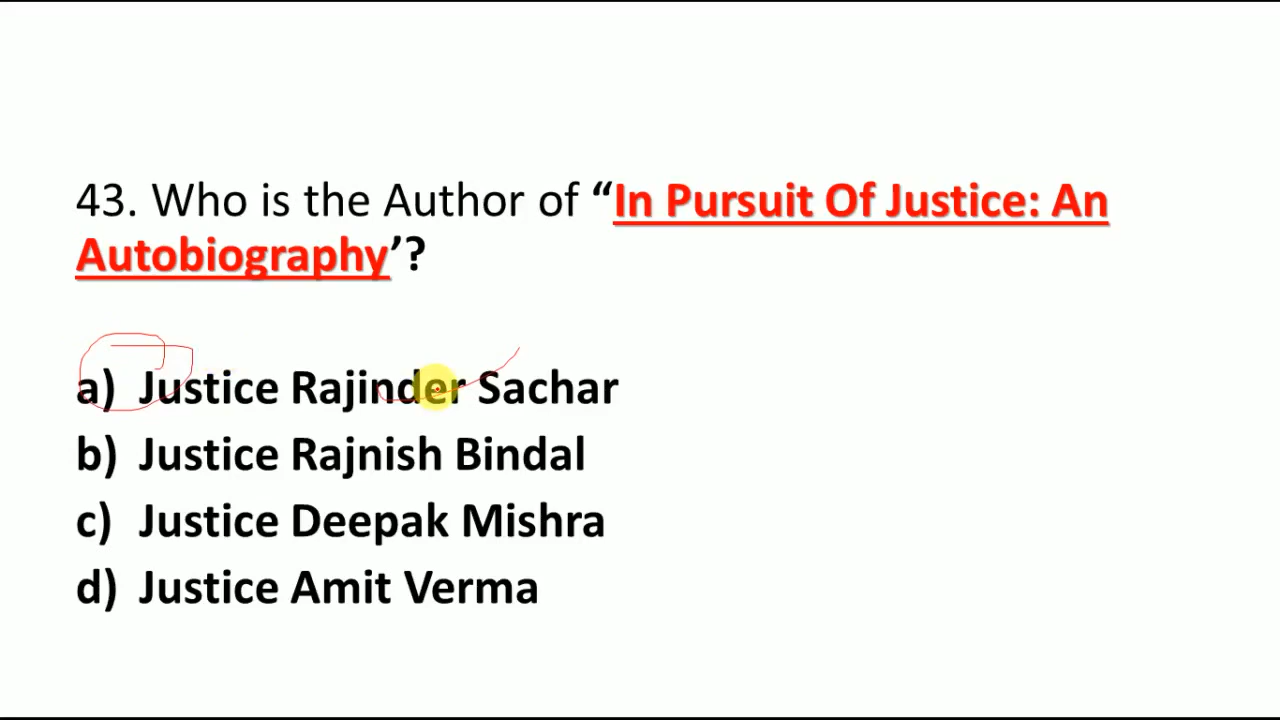 43. Who is the Author of “In Pursuit Of Justice: An
Autobiography’?
a) Justice Rajinder Sachar
b) Justice Rajnish Bindal
c) Justice Deepak Mishra
d) Justice Amit Verma